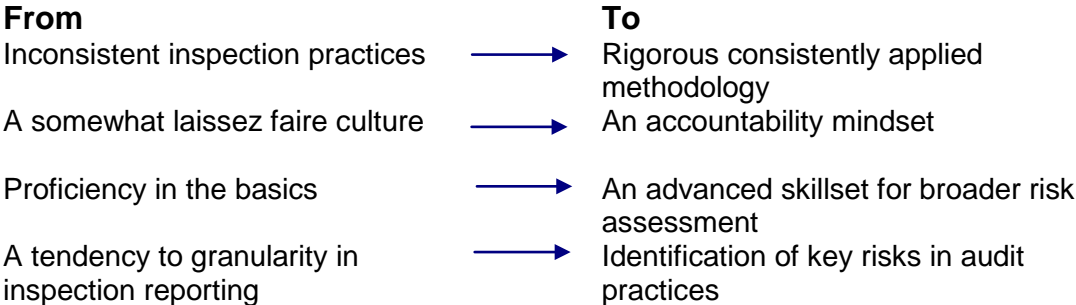 From To
Inconsistent inspection practices Rigorous consistently applied
methodology
A somewhat laissez faire culture An accountability mindset
Proficiency in the basics An advanced skillset for broader risk
assessment
A tendency to granularity in Identification of key risks in audit
inspection reporting practices